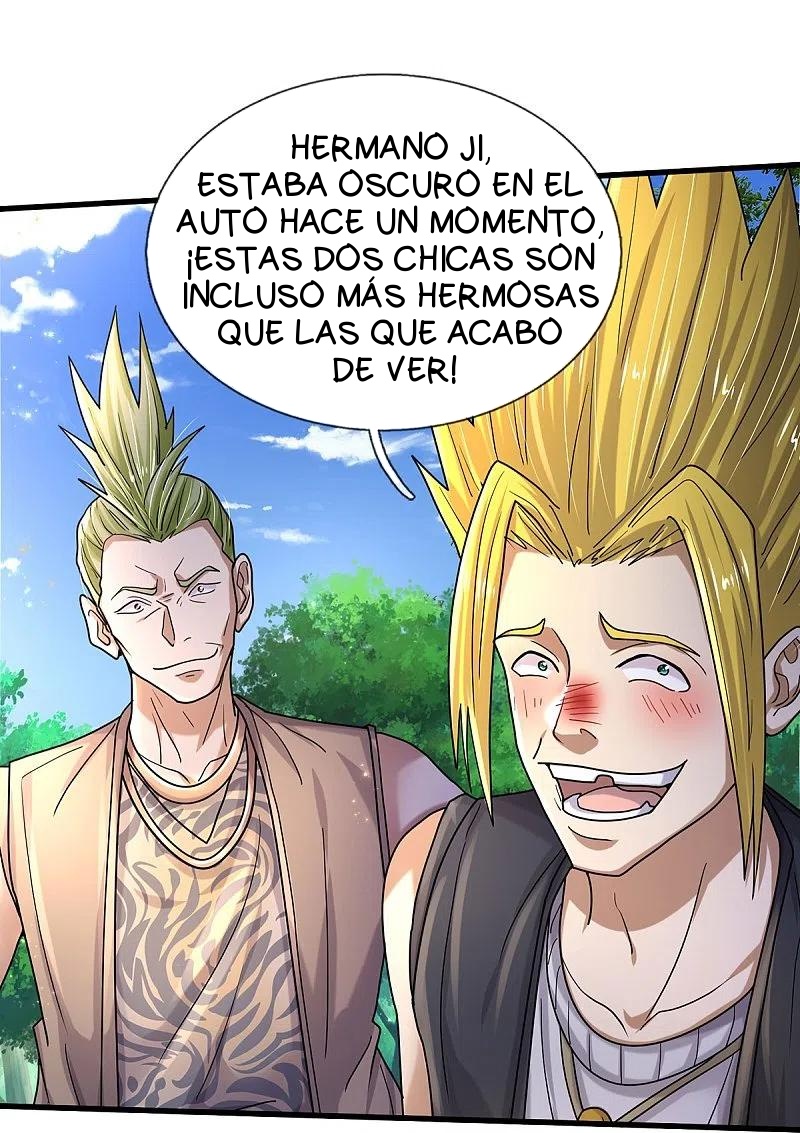 HERMANO JI,
ESTABA OSCURO EN EL
AUTO HACE UN MOMENTO,
¡ESTAS DOS CHICAS SON
INCLUSO MÁS HERMOSAS
QUE LAS QUE ACABO
DE VER!